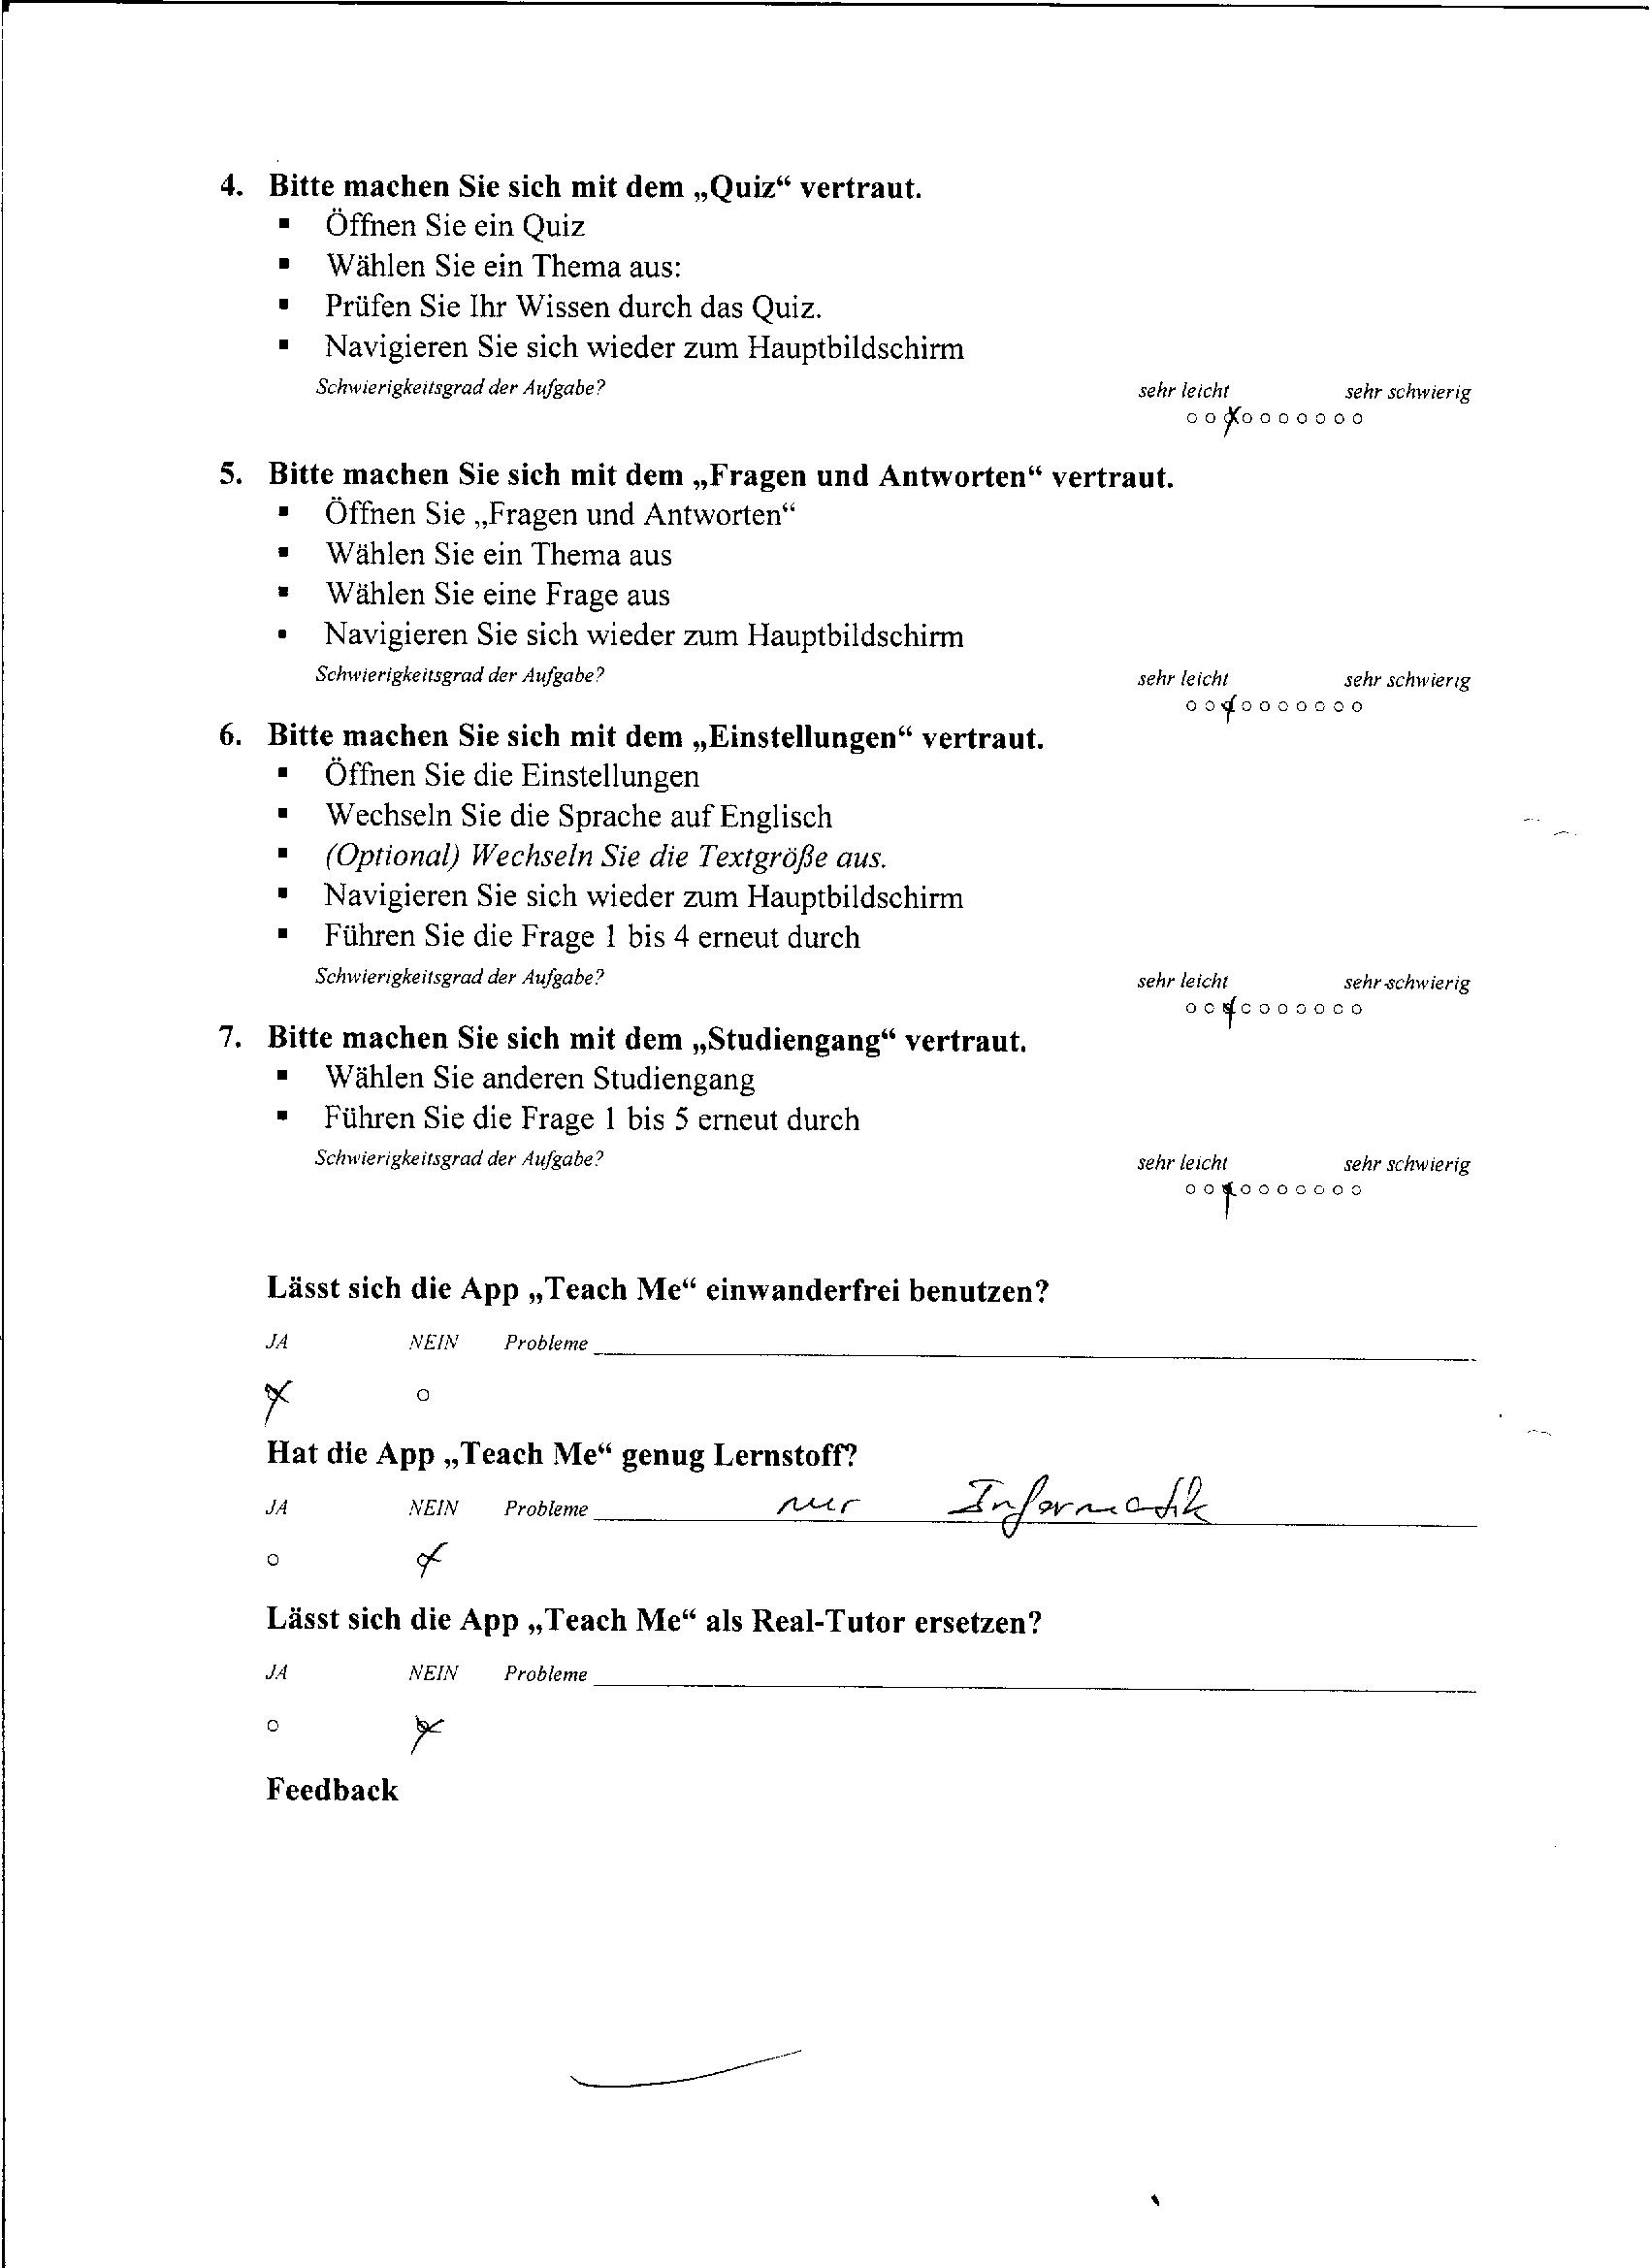 4. Bitte machen Sie sich mit dem „Quiz“ vertraut.
▪ Öffnen Sie ein Quiz
▪ Wählen Sie ein Thema aus:
▪ Prüfen Sie Ihr Wissen durch das Quiz.
▪ Navigieren Sie sich wieder zum Hauptbildschirm
Schwierigkeitsgrad der Aufgabe? sehr leicht sehr schwierig
5. Bitte machen Sie sich mit dem „Fragen und Antworten“ vertraut.
▪ Öffnen Sie „Fragen und Antworten“
▪ Wählen Sie ein Thema aus
▪ Wählen Sie eine Frage aus
▪ Navigieren Sie sich wieder zum Hauptbildschirm
Schwierigkeitsgrad der Aufgabe? sehr leicht sehr schwierig
6. Bitte machen Sie sich mit dem „Einstellungen“ vertraut.
▪ Öffnen Sie die Einstellungen
▪ Wechseln Sie die Sprache auf Englisch
▪ (Optional) Wechseln Sie die Textgröße aus.
▪ Navigieren Sie sich wieder zum Hauptbildschirm
▪ Führen Sie die Frage 1 bis 4 erneut durch
Schwierigkeitsgrad der Aufgabe? sehr leicht sehr schwierig
7. Bitte machen Sie sich mit dem „Studiengang“ vertraut.
▪ Wählen Sie anderen Studiengang
▪ Führen Sie die Frage 1 bis 5 erneut durch
Schwierigkeitsgrad der Aufgabe? sehr leicht sehr schwierig
Lässt sich die App „Teach Me“ einwanderfrei benutzen?
JA NEIN Probleme
Hat die App „Teach Me“ genug Lernstoff?
JA NEIN Probleme nur Informatik
Lässt sich die App „Teach Me“ als Real-Tutor ersetzen?
JA NEIN Probleme
Feedback